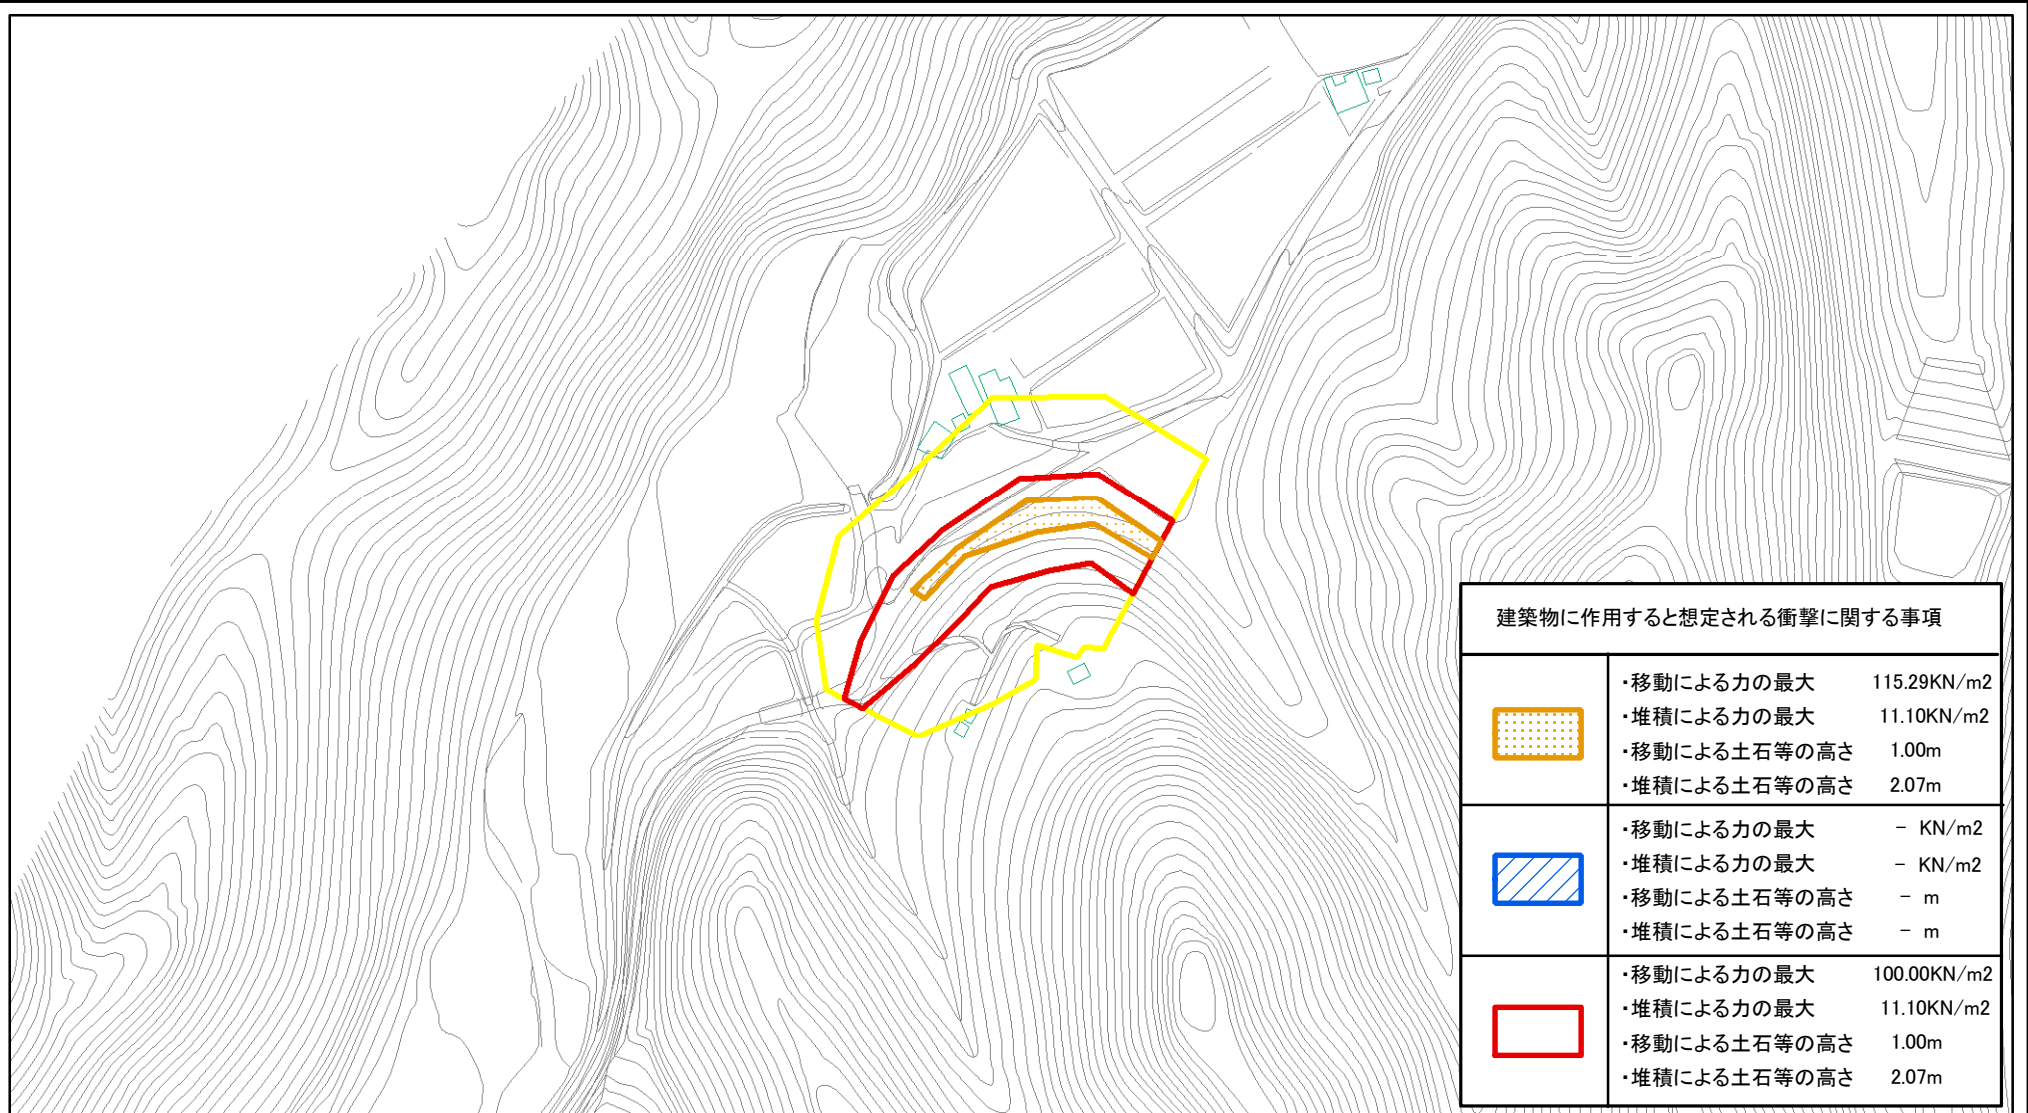 建築物に作用すると想定される衝撃に関する事項
・移動による力の最大 115.29KN/m2
・堆積による力の最大 11.10KN/m2
・移動による土石等の高さ 1.00m
・堆積による土石等の高さ 2.07m
・移動による力の最大 － KN/m2
・堆積による力の最大 － KN/m2
・移動による土石等の高さ － m
・堆積による土石等の高さ － m
・移動による力の最大 100.00KN/m2
・堆積による力の最大 11.10KN/m2
・移動による土石等の高さ 1.00m
・堆積による土石等の高さ 2.07m